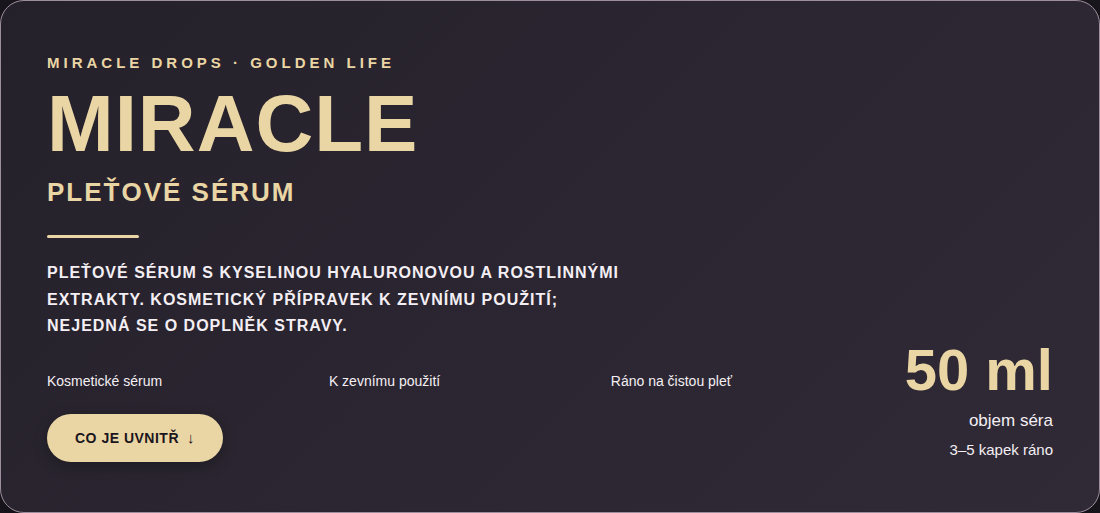 MIRACLE DROPS · GOLDEN LIFE
MIRACLE
PLEŤOVÉ SÉRUM
PLEŤOVÉ SÉRUM S KYSELINOU HYALURONOVOU A ROSTLINNÝMI
EXTRAKTY. KOSMETICKÝ PŘÍPRAVEK K ZEVNÍMU POUŽITÍ;
NEJEDNÁ SE O DOPLNĚK STRAVY.
Kosmetické sérum
K zevnímu použití
Ráno na čistou pleť
CO JE UVNITŘ ↓
50 ml
objem séra
3–5 kapek ráno